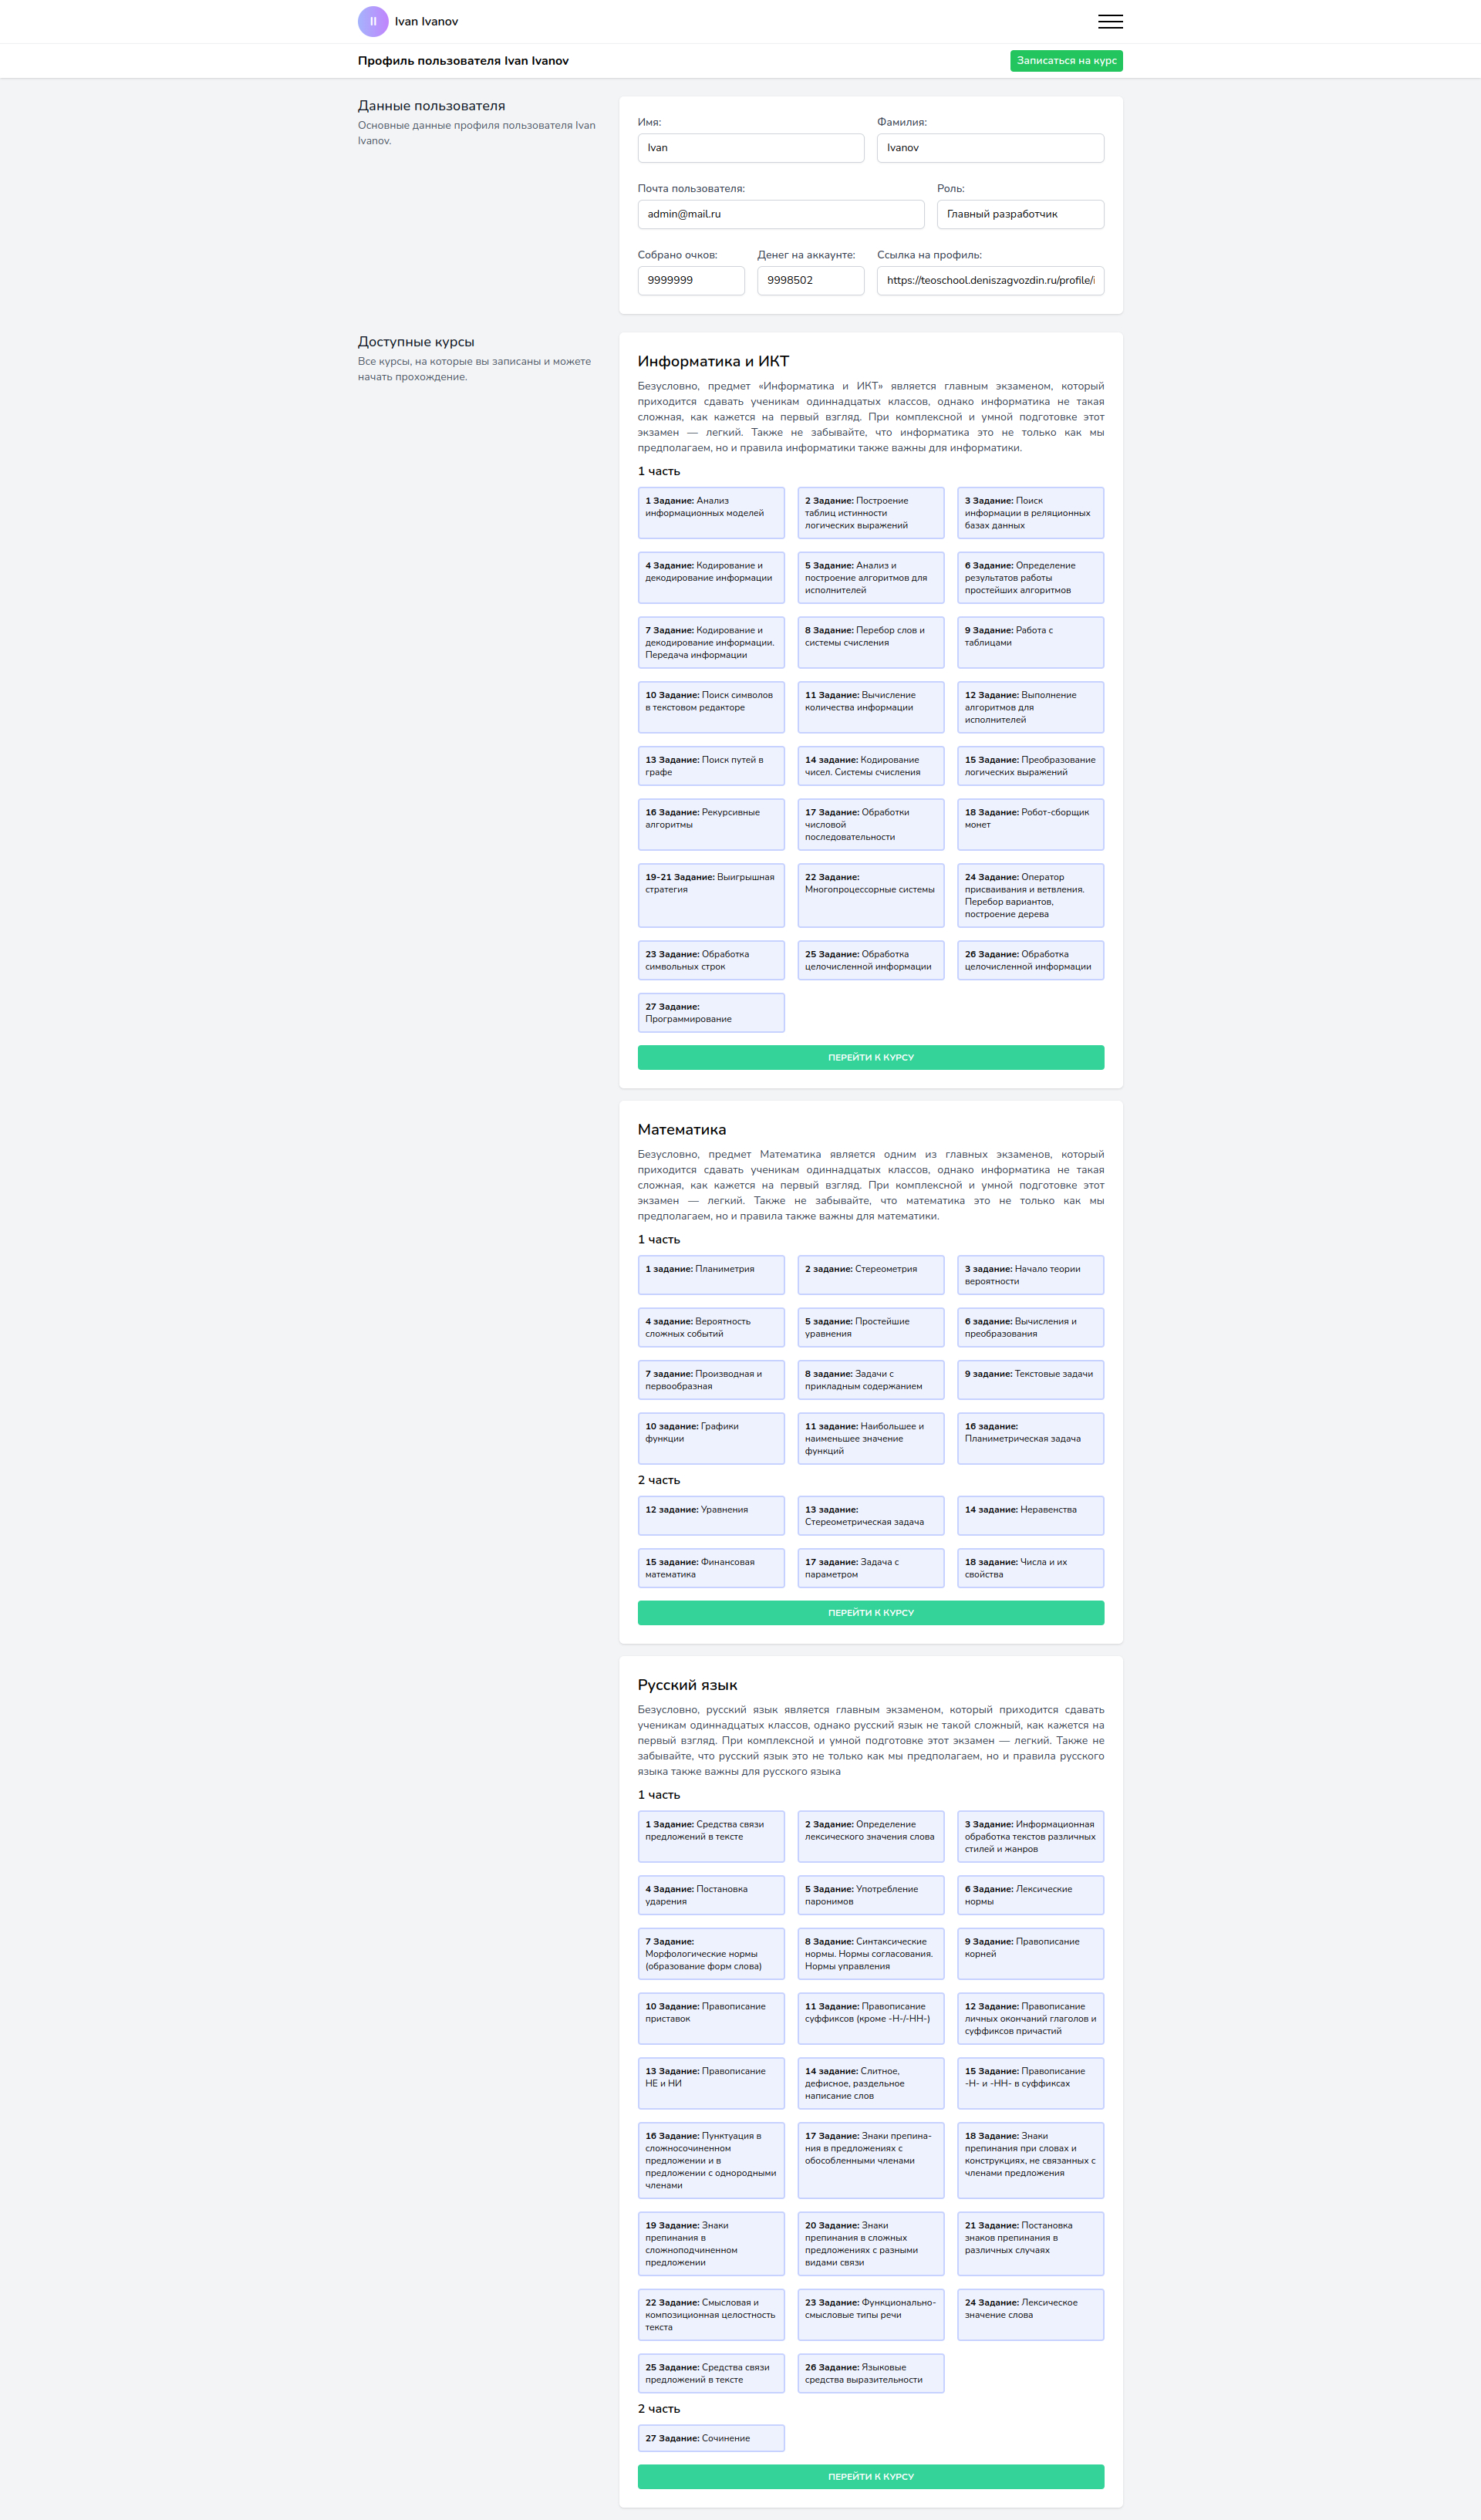 II
Ivan Ivanov
Профиль пользователя Ivan Ivanov
Записаться на курс
Данные пользователя
Основные данные профиля пользователя Ivan
Ivanov.
Имя:
Фамилия:
Ivan
Ivanov
Почта пользователя:
Роль:
admin@mail.ru
Главный разработчик
Собрано очков:
Денег на аккаунте:
Ссылка на профиль:
9999999
9998502
https://teoschool.deniszagvozdin.ru/profile/i
Доступные курсы
Все курсы, на которые вы записаны и можете
начать прохождение.
Информатика и ИКТ
Безусловно, предмет «Информатика и ИКТ» является главным экзаменом, который
приходится сдавать ученикам одиннадцатых классов, однако информатика не такая
сложная, как кажется на первый взгляд. При комплексной и умной подготовке этот
экзамен — легкий. Также не забывайте, что информатика это не только как мы
предполагаем, но и правила информатики также важны для информатики.
1 часть
1 Задание: Анализ
информационных моделей
2 Задание: Построение
таблиц истинности
логических выражений
3 Задание: Поиск
информации в реляционных
базах данных
4 Задание: Кодирование и
декодирование информации
5 Задание: Анализ и
построение алгоритмов для
исполнителей
6 Задание: Определение
результатов работы
простейших алгоритмов
7 Задание: Кодирование и
декодирование информации.
Передача информации
8 Задание: Перебор слов и
системы счисления
9 Задание: Работа с
таблицами
10 Задание: Поиск символов
в текстовом редакторе
11 Задание: Вычисление
количества информации
12 Задание: Выполнение
алгоритмов для
исполнителей
13 Задание: Поиск путей в
графе
14 задание: Кодирование
чисел. Системы счисления
15 Задание: Преобразование
логических выражений
16 Задание: Рекурсивные
алгоритмы
17 Задание: Обработки
числовой
последовательности
18 Задание: Робот-сборщик
монет
19-21 Задание: Выигрышная
стратегия
22 Задание:
Многопроцессорные системы
24 Задание: Оператор
присваивания и ветвления.
Перебор вариантов,
построение дерева
23 Задание: Обработка
символьных строк
25 Задание: Обработка
целочисленной информации
26 Задание: Обработка
целочисленной информации
27 Задание:
Программирование
ПЕРЕЙТИ К КУРСУ
Математика
Безусловно, предмет Математика является одним из главных экзаменов, который
приходится сдавать ученикам одиннадцатых классов, однако информатика не такая
сложная, как кажется на первый взгляд. При комплексной и умной подготовке этот
экзамен — легкий. Также не забывайте, что математика это не только как мы
предполагаем, но и правила также важны для математики.
1 часть
1 задание: Планиметрия
2 задание: Стереометрия
3 задание: Начало теории
вероятности
4 задание: Вероятность
сложных событий
5 задание: Простейшие
уравнения
6 задание: Вычисления и
преобразования
7 задание: Производная и
первообразная
8 задание: Задачи с
прикладным содержанием
9 задание: Текстовые задачи
10 задание: Графики
функции
11 задание: Наибольшее и
наименьшее значение
функций
16 задание:
Планиметрическая задача
2 часть
12 задание: Уравнения
13 задание:
Стереометрическая задача
14 задание: Неравенства
15 задание: Финансовая
математика
17 задание: Задача с
параметром
18 задание: Числа и их
свойства
ПЕРЕЙТИ К КУРСУ
Русский язык
Безусловно, русский язык является главным экзаменом, который приходится сдавать
ученикам одиннадцатых классов, однако русский язык не такой сложный, как кажется на
первый взгляд. При комплексной и умной подготовке этот экзамен — легкий. Также не
забывайте, что русский язык это не только как мы предполагаем, но и правила русского
языка также важны для русского языка
1 часть
1 Задание: Средства связи
предложений в тексте
2 Задание: Определение
лексического значения слова
3 Задание: Информационная
обработка текстов различных
стилей и жанров
4 Задание: Постановка
ударения
5 Задание: Употребление
паронимов
6 Задание: Лексические
нормы
7 Задание:
Морфологические нормы
(образование форм слова)
8 Задание: Синтаксические
нормы. Нормы согласования.
Нормы управления
9 Задание: Правописание
корней
10 Задание: Правописание
приставок
11 Задание: Правописание
суффиксов (кроме -Н-/-НН-)
12 Задание: Правописание
личных окончаний глаголов и
суффиксов причастий
13 Задание: Правописание
НЕ и НИ
14 задание: Слитное,
дефисное, раздельное
написание слов
15 Задание: Правописание
-Н- и -НН- в суффиксах
16 Задание: Пунктуация в
сложносочиненном
предложении и в
предложении с однородными
членами
17 Задание: Знаки препина-
ния в предложениях с
обособленными членами
18 Задание: Знаки
препинания при словах и
конструкциях, не связанных с
членами предложения
19 Задание: Знаки
препинания в
сложноподчиненном
предложении
20 Задание: Знаки
препинания в сложных
предложениях с разными
видами связи
21 Задание: Постановка
знаков препинания в
различных случаях
22 Задание: Смысловая и
композиционная целостность
текста
23 Задание: Функционально-
смысловые типы речи
24 Задание: Лексическое
значение слова
25 Задание: Средства связи
предложений в тексте
26 Задание: Языковые
средства выразительности
2 часть
27 Задание: Сочинение
ПЕРЕЙТИ К КУРСУ